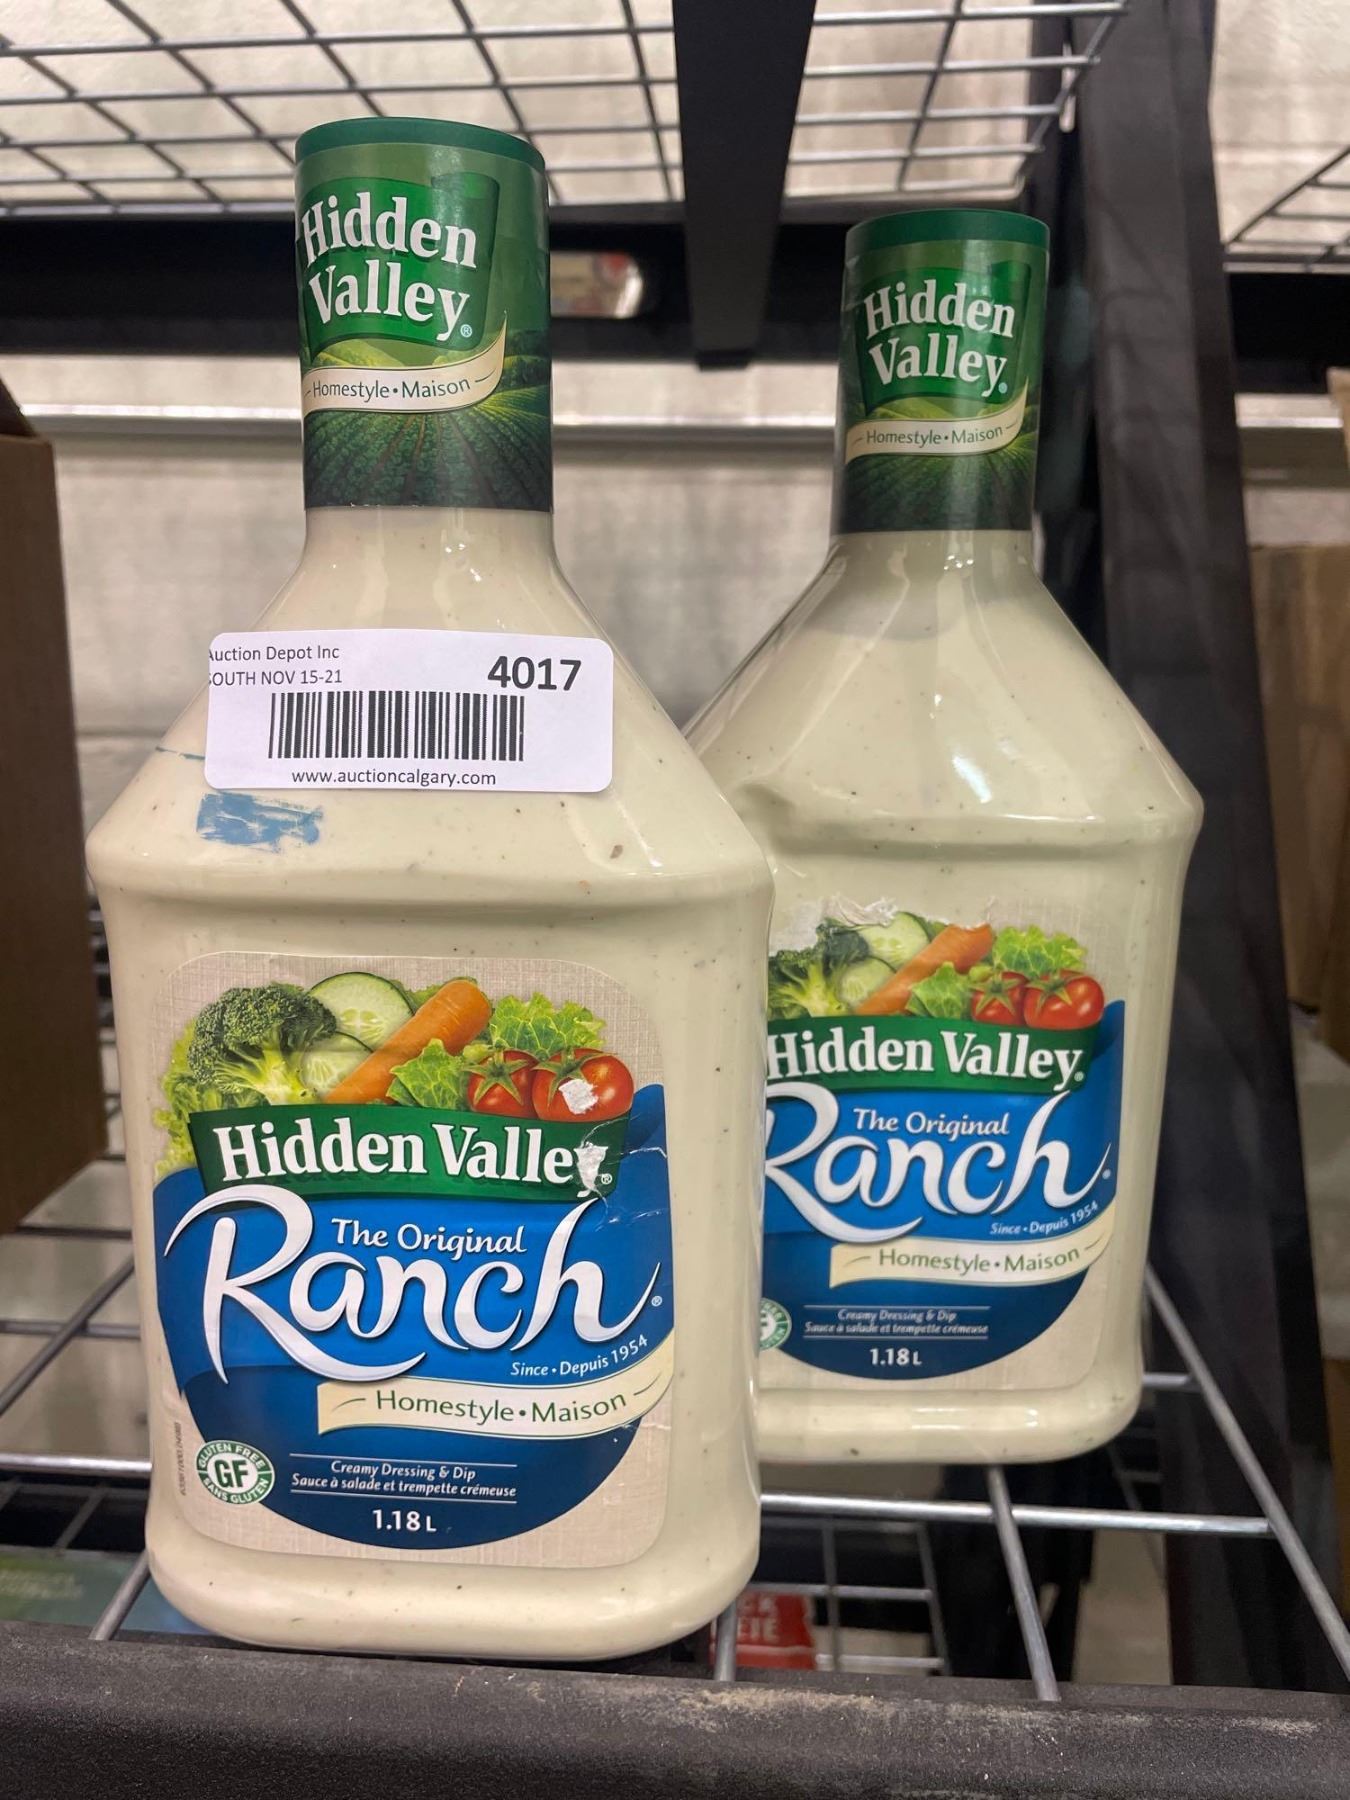 Hidden
Valley®
Homestyle • Maison
Hidden
Valley
Homestyle • Maison
Auction Depot Inc
SOUTH NOV 15-21
4017
www.auctioncalgary.com
Hidden Valley®
The Original
Ranch®
Since • Depuis 1954
Homestyle • Maison
GLUTEN FREE
GF
SANS GLUTEN
Creamy Dressing & Dip
Sauce à salade et trempette crémeuse
1.18 L
Hidden Valley®
The Original
Ranch
Since • Depuis 1954
Homestyle • Maison
Creamy Dressing & Dip
Sauce à salade et trempette crémeuse
1.18 L